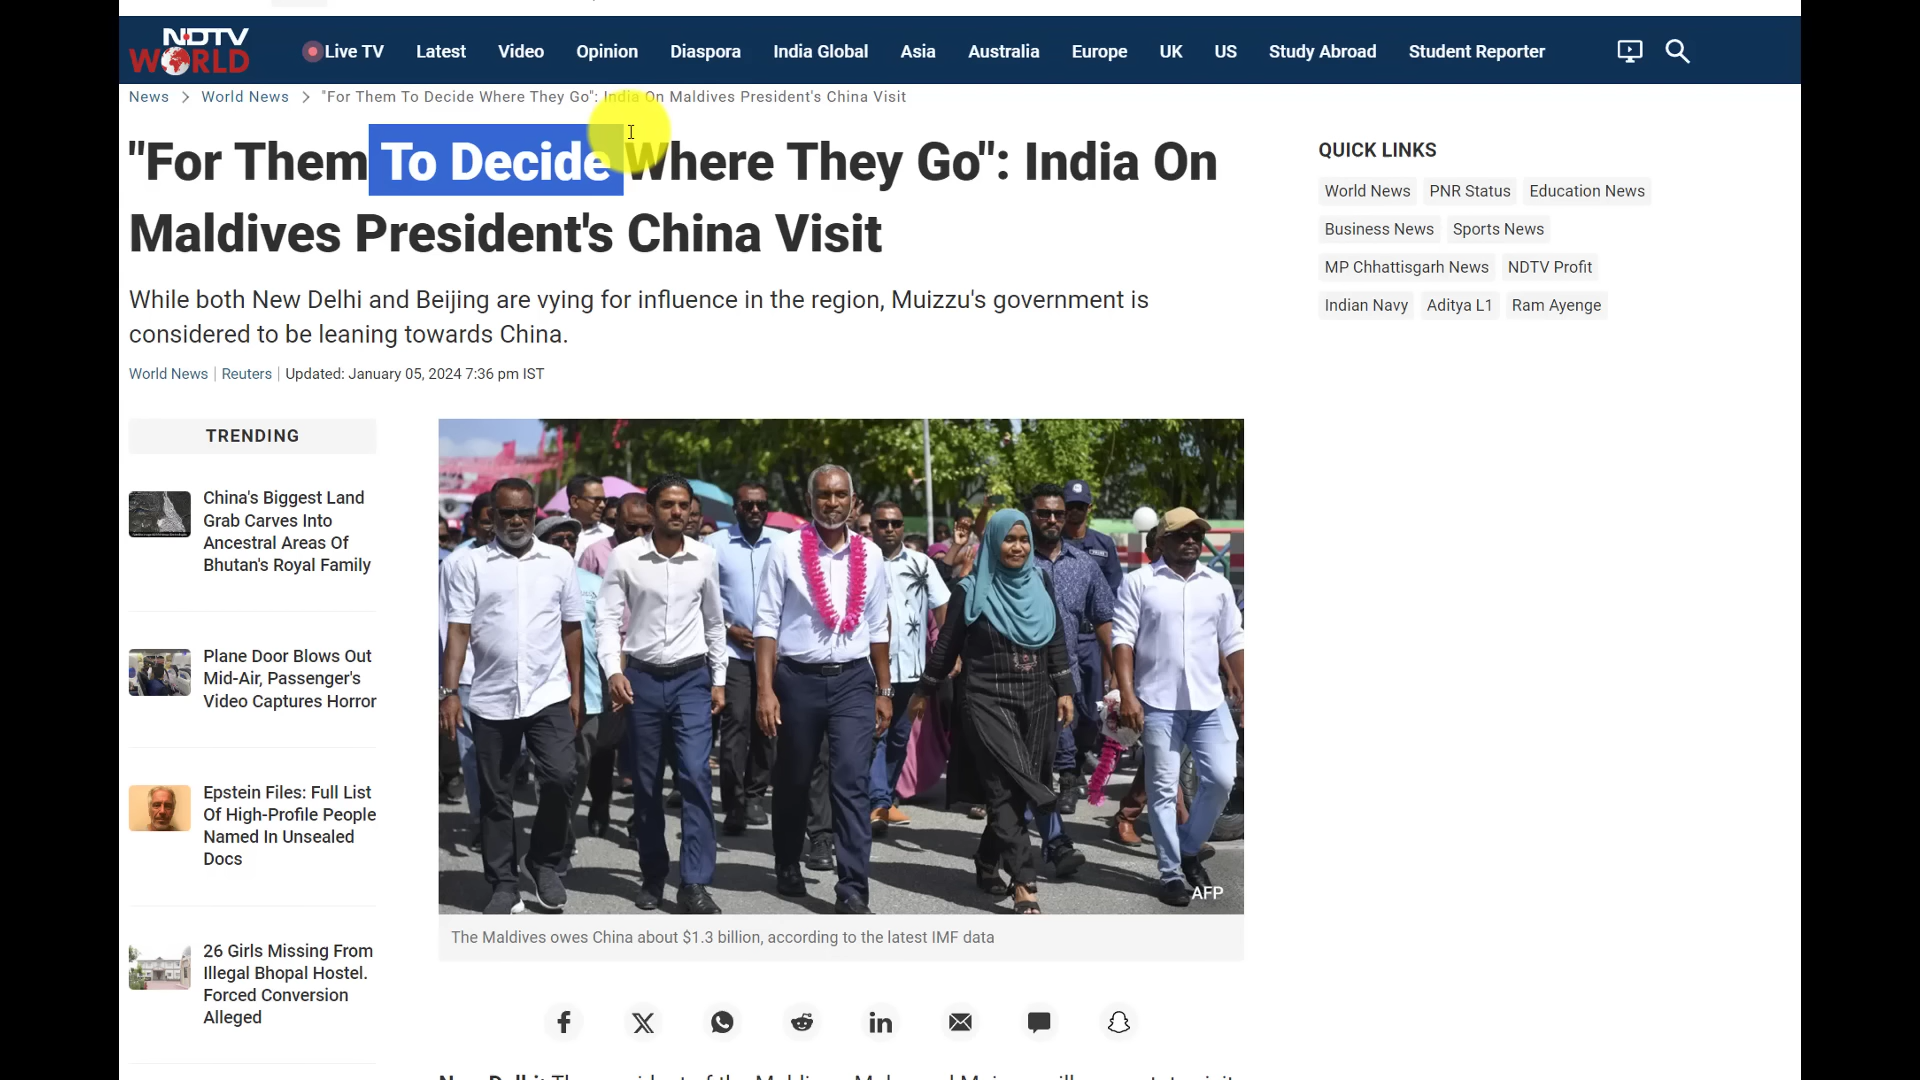 NDTV
WORLD
Live TV
Latest
Video
Opinion
Diaspora
India Global
Asia
Australia
Europe
UK
US
Study Abroad
Student Reporter
News > World News > "For Them To Decide Where They Go": India On Maldives President's China Visit
"For Them To Decide Where They Go": India On
Maldives President's China Visit
While both New Delhi and Beijing are vying for influence in the region, Muizzu's government is
considered to be leaning towards China.
World News | Reuters | Updated: January 05, 2024 7:36 pm IST
QUICK LINKS
World News
PNR Status
Education News
Business News
Sports News
MP Chhattisgarh News
NDTV Profit
Indian Navy
Aditya L1
Ram Ayenge
TRENDING
China's Biggest Land
Grab Carves Into
Ancestral Areas Of
Bhutan's Royal Family
Plane Door Blows Out
Mid-Air, Passenger's
Video Captures Horror
Epstein Files: Full List
Of High-Profile People
Named In Unsealed
Docs
26 Girls Missing From
Illegal Bhopal Hostel.
Forced Conversion
Alleged
AFP
The Maldives owes China about $1.3 billion, according to the latest IMF data